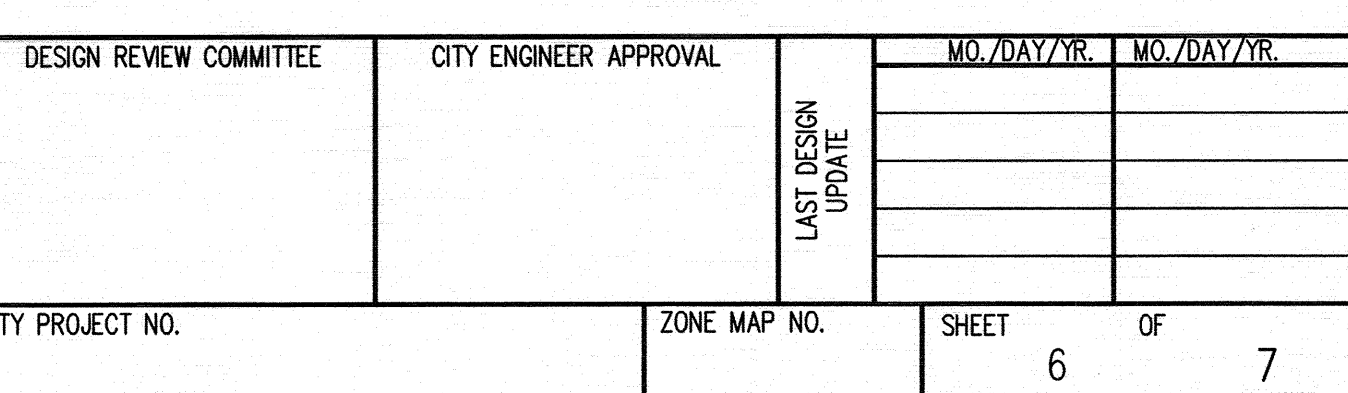 DESIGN REVIEW COMMITTEE
CITY ENGINEER APPROVAL
LAST DESIGN
UPDATE
MO./DAY/YR.
MO./DAY/YR.
TY PROJECT NO.
ZONE MAP NO.
SHEET
OF
6
7